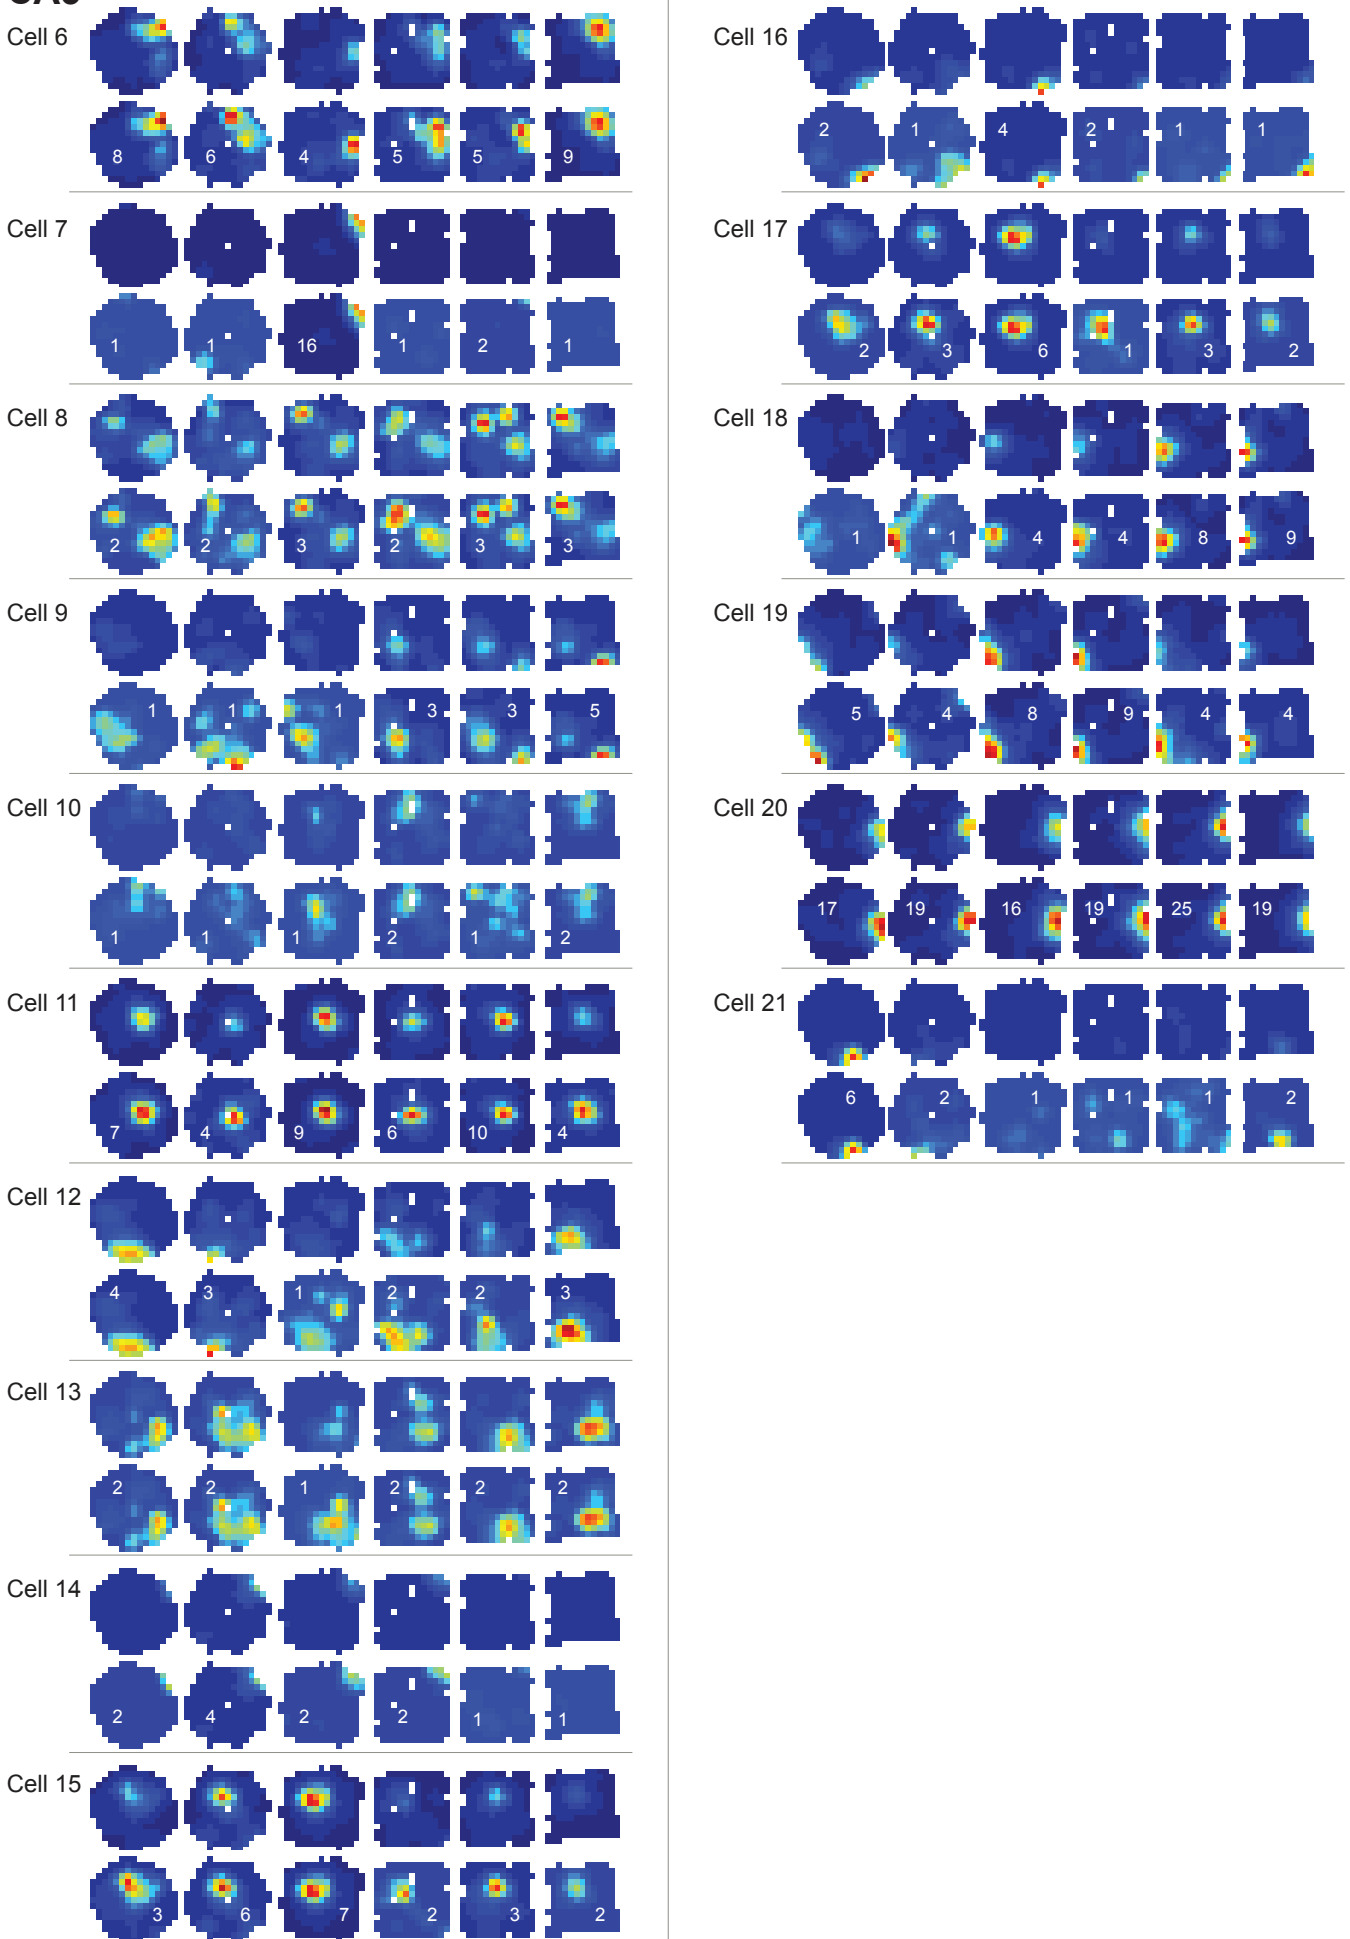 Cell 6
8 6 4 5 5 9
Cell 7
1 1 16 1 2 1
Cell 8
2 2 3 2 3 3
Cell 9
1 1 1 3 3 5
Cell 10
1 1 1 2 1 2
Cell 11
7 4 9 6 10 4
Cell 12
4 3 1 2 2 3
Cell 13
2 2 1 2 2 2
Cell 14
2 4 2 2 1 1
Cell 15
3 6 7 2 3 2
Cell 16
2 1 4 2 1 1
Cell 17
2 3 6 1 3 2
Cell 18
1 1 4 4 8 9
Cell 19
5 4 8 9 4 4
Cell 20
17 19 16 19 25 19
Cell 21
6 2 1 1 1 2